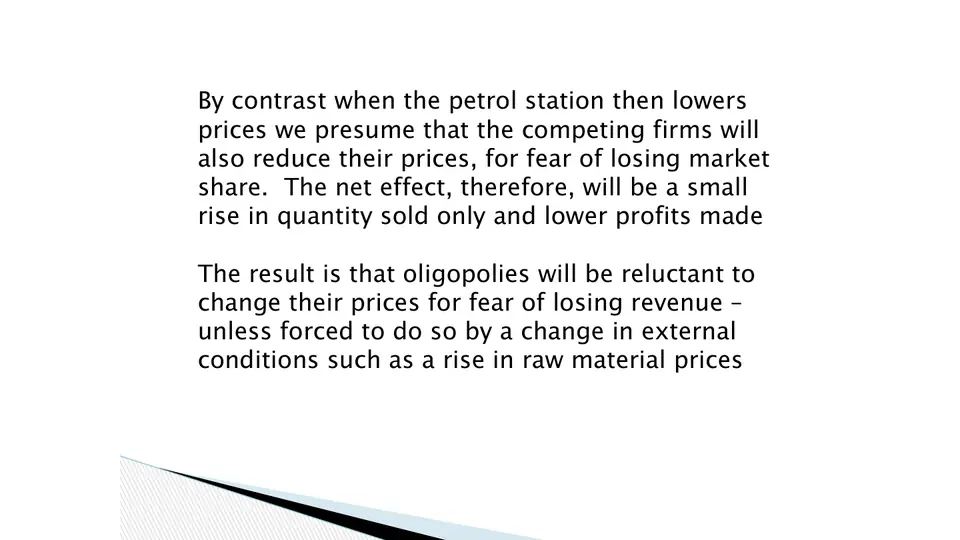 By contrast when the petrol station then lowers
prices we presume that the competing firms will
also reduce their prices, for fear of losing market
share.  The net effect, therefore, will be a small
rise in quantity sold only and lower profits made
The result is that oligopolies will be reluctant to
change their prices for fear of losing revenue –
unless forced to do so by a change in external
conditions such as a rise in raw material prices